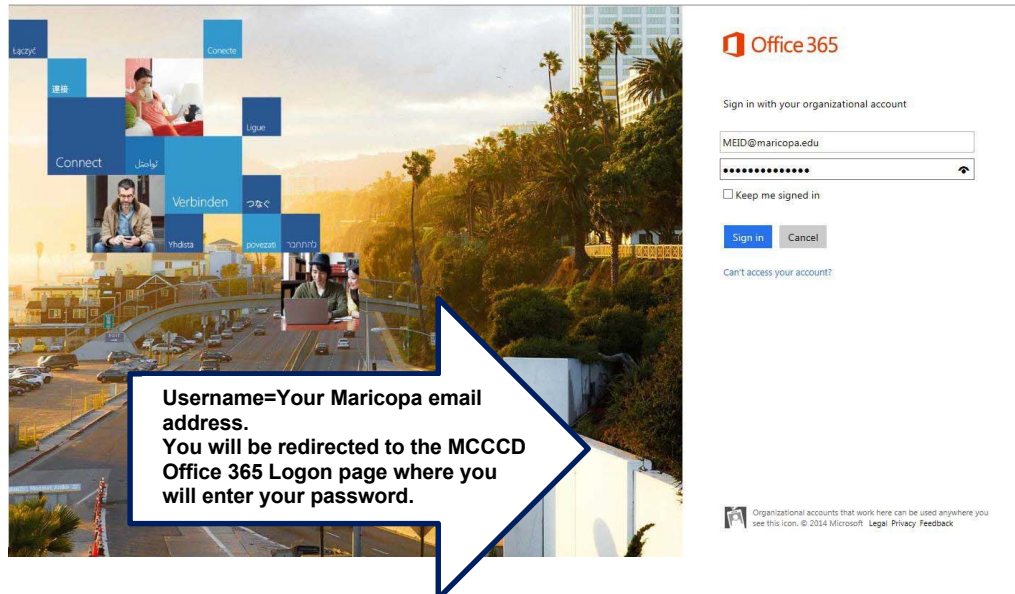 Łączyć
Conecte
連接
Ligue
Connect
تواصل
Verbinden
つなぐ
Yhdistä
povezati
להתחבר
Username=Your Maricopa email
address.
You will be redirected to the MCCCD
Office 365 Logon page where you
will enter your password.
Office 365
Sign in with your organizational account
MEID@maricopa.edu
Keep me signed in
Sign in
Cancel
Can't access your account?
Organizational accounts that work here can be used anywhere you
see this icon. © 2014 Microsoft Legal Privacy Feedback